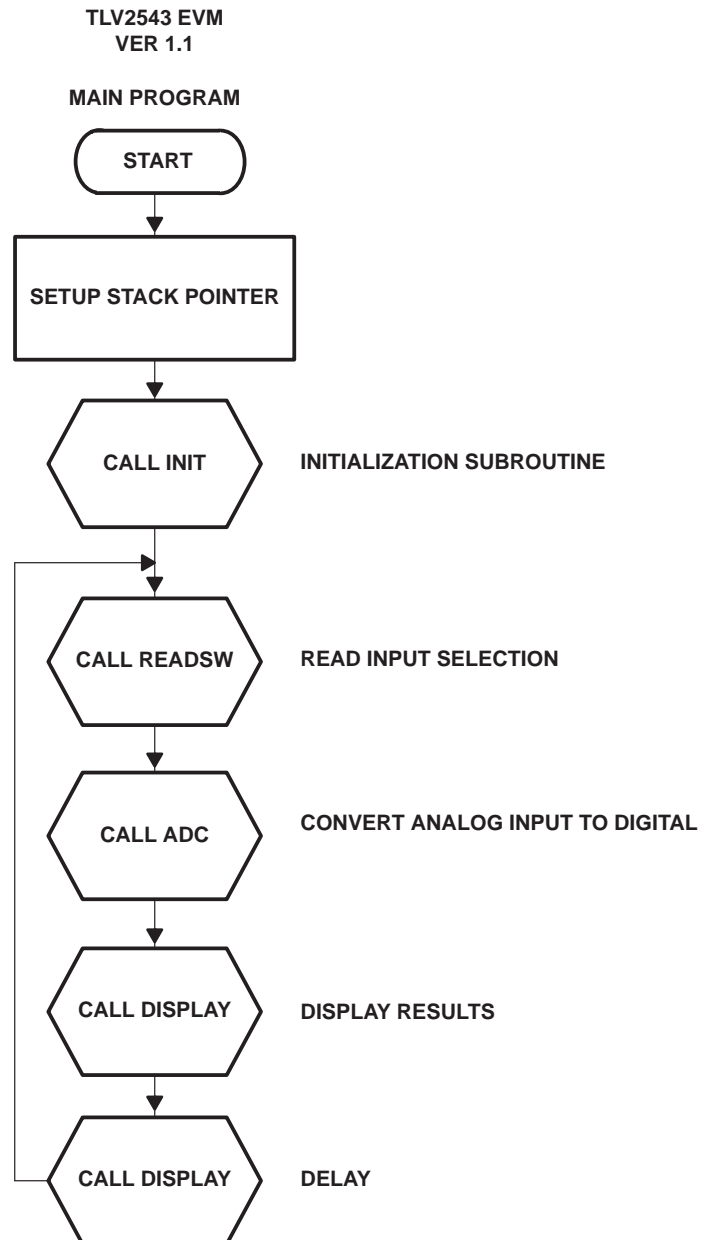 TLV2543 EVM
VER 1.1
MAIN PROGRAM
START
SETUP STACK POINTER
CALL INIT
INITIALIZATION SUBROUTINE
CALL READSW
READ INPUT SELECTION
CALL ADC
CONVERT ANALOG INPUT TO DIGITAL
CALL DISPLAY
DISPLAY RESULTS
CALL DISPLAY
DELAY